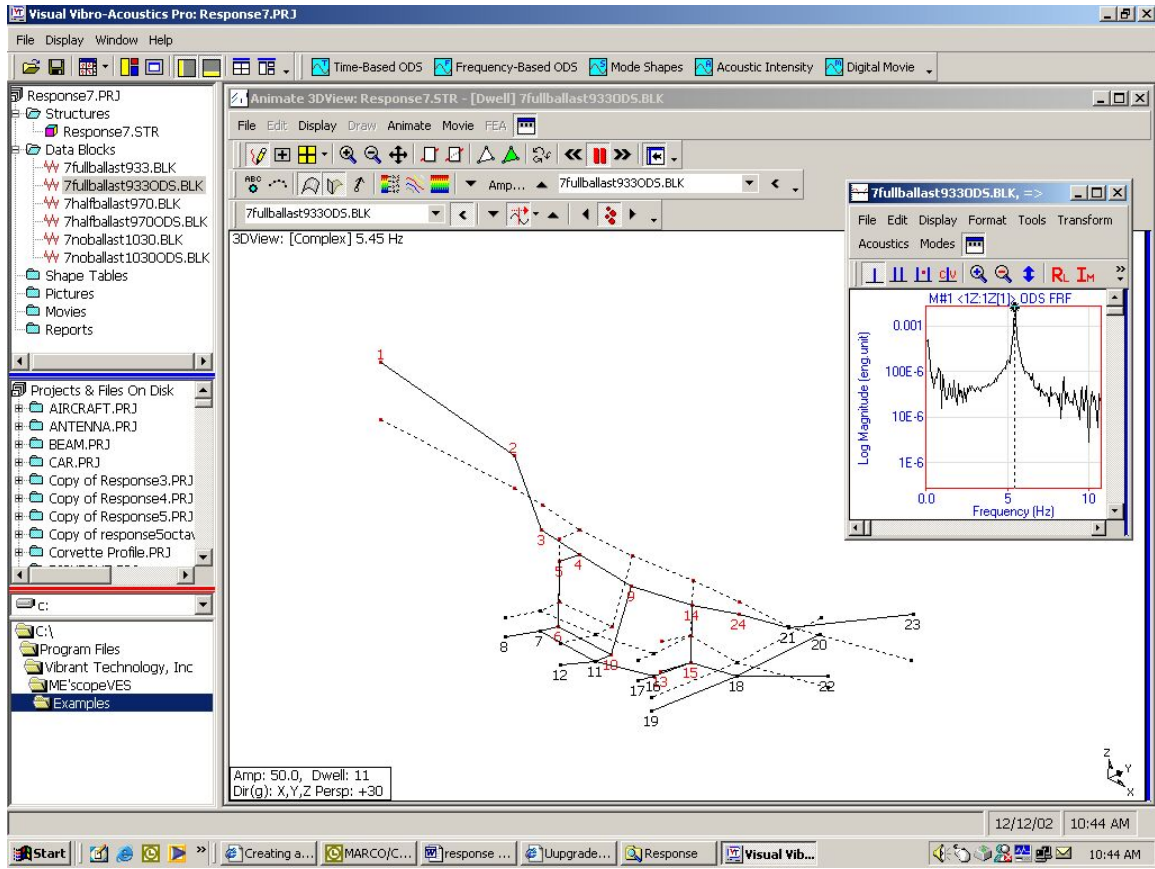 Visual Vibro-Acoustics Pro: Response7.PRJ
File Display Window Help
Time-Based ODS Frequency-Based ODS Mode Shapes Acoustic Intensity Digital Movie
Response7.PRJ
Structures
Response7.STR
Data Blocks
7fullballast933.BLK
7fullballast933ODS.BLK
7halfballast970.BLK
7halfballast970ODS.BLK
7noballast1030.BLK
7noballast1030ODS.BLK
Shape Tables
Pictures
Movies
Reports
Projects & Files On Disk
AIRCRAFT.PRJ
ANTENNA.PRJ
BEAM.PRJ
CAR.PRJ
Copy of Response3.PRJ
Copy of Response4.PRJ
Copy of Response5.PRJ
Copy of response5octav
Corvette Profile.PRJ
c:
C:\
Program Files
Vibrant Technology, Inc
ME'scopeVES
Examples
Animate 3DView: Response7.STR - [Dwell] 7fullballast933ODS.BLK
File Edit Display Draw Animate Movie FEA
ABC Amp... 7fullballast933ODS.BLK
7fullballast933ODS.BLK
3DView: [Complex] 5.45 Hz
1
2
3
4
5
9
14
24
6
7
8
10
11
12
13
15
16
17
18
19
20
21
22
23
Amp: 50.0, Dwell: 11
Dir(g): X,Y,Z Persp: +30
Z
Y
X
7fullballast933ODS.BLK, =>
File Edit Display Format Tools Transform
Acoustics Modes
RL IM
M#1 <1Z:1Z[1]> ODS FRF
Log Magnitude (eng.unit)
0.001
100E-6
10E-6
1E-6
0.0 5 10
Frequency (Hz)
12/12/02 10:44 AM
Start Creating a... MARCO/C... response ... Uupgrade... Response Visual Vib... 10:44 AM